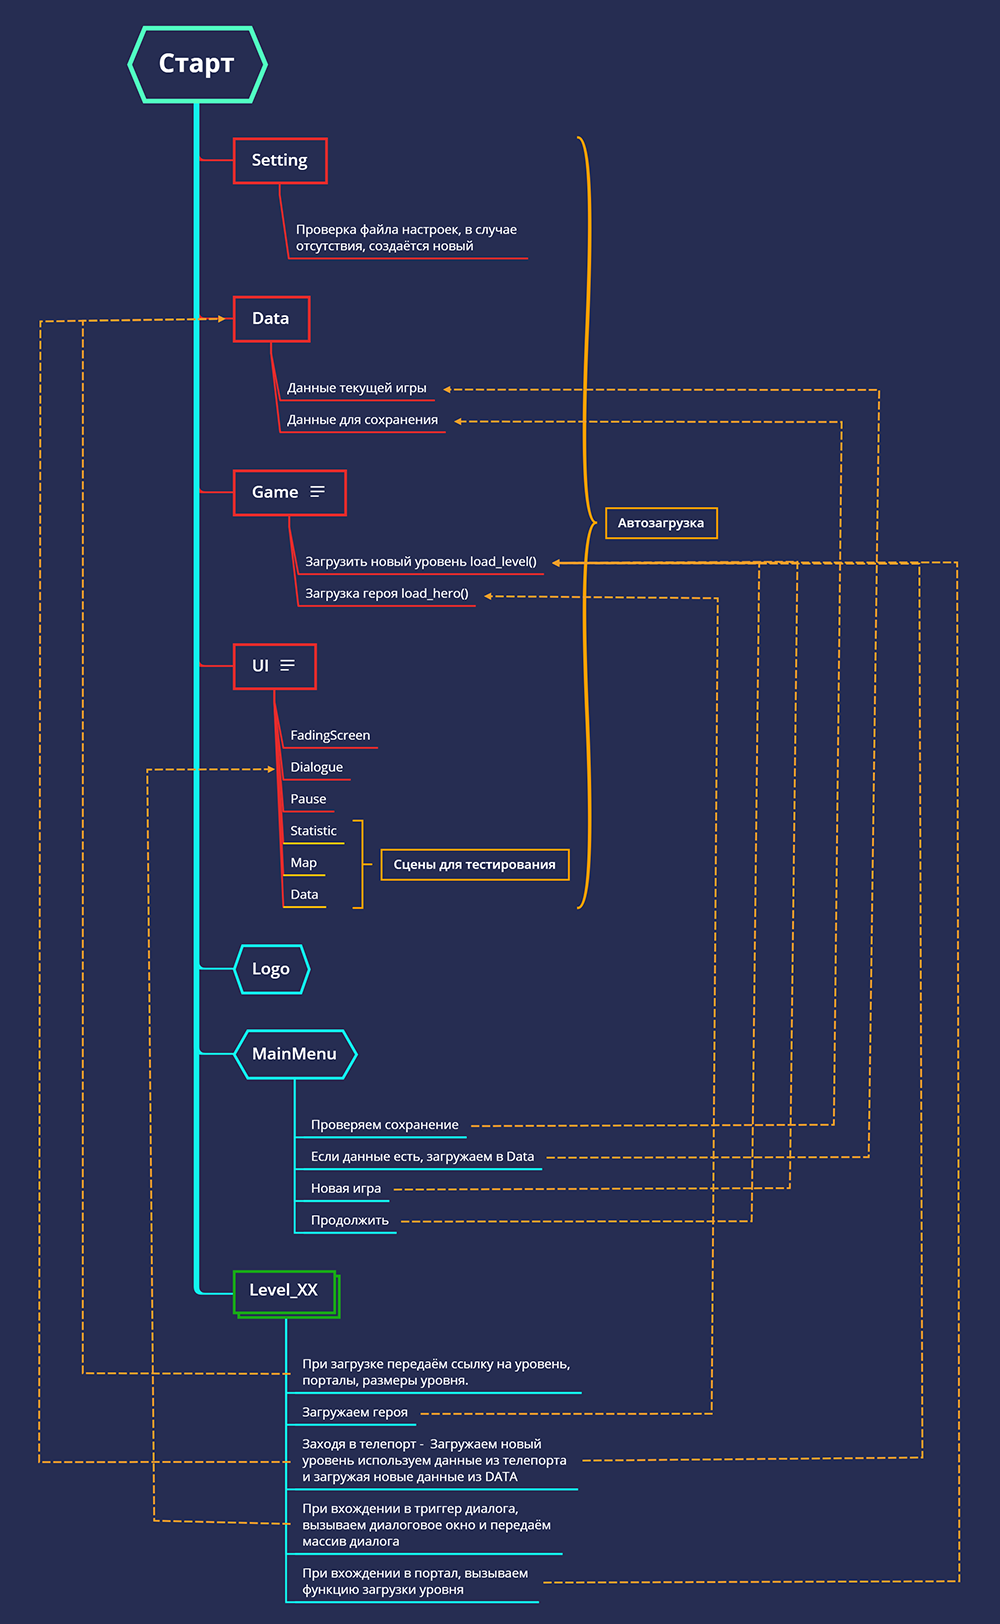 Старт
Setting
Проверка файла настроек, в случае
отсутствия, создаётся новый
Data
Данные текущей игры
Данные для сохранения
Game
Автозагрузка
Загрузить новый уровень load_level()
Загрузка героя load_hero()
UI
FadingScreen
Dialogue
Pause
Statistic
Map
Сцены для тестирования
Data
Logo
MainMenu
Проверяем сохранение
Если данные есть, загружаем в Data
Новая игра
Продолжить
Level_XX
При загрузке передаём ссылку на уровень,
порталы, размеры уровня.
Загружаем героя
Заходя в телепорт - Загружаем новый
уровень используем данные из телепорта
и загружая новые данные из DATA
При вхождении в триггер диалога,
вызываем диалоговое окно и передаём
массив диалога
При вхождении в портал, вызываем
функцию загрузки уровня